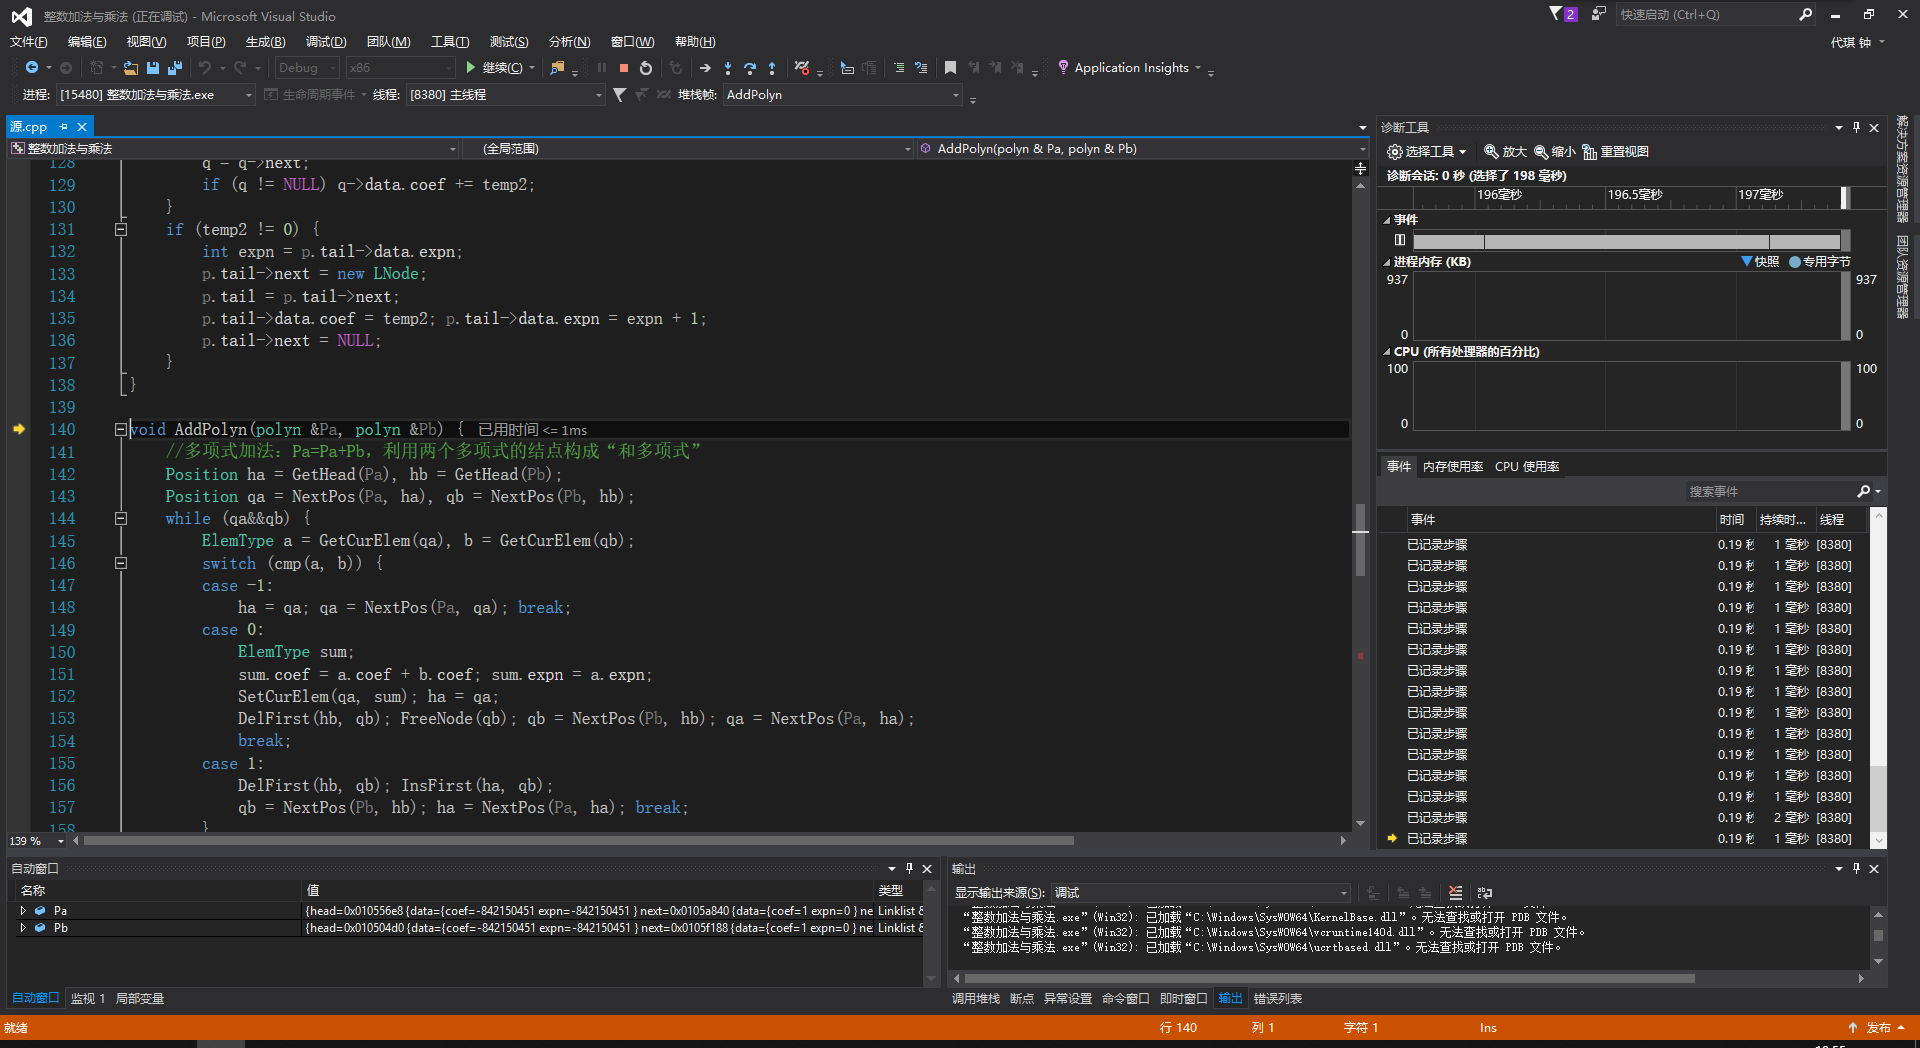 整数加法与乘法 (正在调试) - Microsoft Visual Studio
2
快速启动 (Ctrl+Q)
文件(F) 编辑(E) 视图(V) 项目(P) 生成(B) 调试(D) 团队(M) 工具(T) 测试(S) 分析(N) 窗口(W) 帮助(H)
代琪 钟
Debug x86 继续(C) Application Insights
进程: [15480] 整数加法与乘法.exe 生命周期事件 线程: [8380] 主线程 堆栈帧: AddPolyn
源.cpp
整数加法与乘法 (全局范围) AddPolyn(polyn & Pa, polyn & Pb)
128 q = q->next;
129 if (q != NULL) q->data.coef += temp2;
130 }
131 if (temp2 != 0) {
132 int expn = p.tail->data.expn;
133 p.tail->next = new LNode;
134 p.tail = p.tail->next;
135 p.tail->data.coef = temp2; p.tail->data.expn = expn + 1;
136 p.tail->next = NULL;
137 }
138 }
139
140 void AddPolyn(polyn &Pa, polyn &Pb) { 已用时间 <= 1ms
141 //多项式加法: Pa=Pa+Pb, 利用两个多项式的结点构成“和多项式”
142 Position ha = GetHead(Pa), hb = GetHead(Pb);
143 Position qa = NextPos(Pa, ha), qb = NextPos(Pb, hb);
144 while (qa&&qb) {
145 ElemType a = GetCurElem(qa), b = GetCurElem(qb);
146 switch (cmp(a, b)) {
147 case -1:
148 ha = qa; qa = NextPos(Pa, qa); break;
149 case 0:
150 ElemType sum;
151 sum.coef = a.coef + b.coef; sum.expn = a.expn;
152 SetCurElem(qa, sum); ha = qa;
153 DelFirst(hb, qb); FreeNode(qb); qb = NextPos(Pb, hb); qa = NextPos(Pa, ha);
154 break;
155 case 1:
156 DelFirst(hb, qb); InsFirst(ha, qb);
157 qb = NextPos(Pb, hb); ha = NextPos(Pa, ha); break;
158 }
139 %
诊断工具
选择工具 放大 缩小 重置视图
诊断会话: 0 秒 (选择了 198 毫秒)
196毫秒 196.5毫秒 197毫秒
事件
进程内存 (KB) 快照 专用字节
937 937
0 0
CPU (所有处理器的百分比)
100 100
0 0
事件 内存使用率 CPU 使用率
搜索事件
事件 时间 持续时... 线程
已记录步骤 0.19 秒 1 毫秒 [8380]
已记录步骤 0.19 秒 1 毫秒 [8380]
已记录步骤 0.19 秒 1 毫秒 [8380]
已记录步骤 0.19 秒 1 毫秒 [8380]
已记录步骤 0.19 秒 1 毫秒 [8380]
已记录步骤 0.19 秒 1 毫秒 [8380]
已记录步骤 0.19 秒 1 毫秒 [8380]
已记录步骤 0.19 秒 1 毫秒 [8380]
已记录步骤 0.19 秒 1 毫秒 [8380]
已记录步骤 0.19 秒 1 毫秒 [8380]
已记录步骤 0.19 秒 1 毫秒 [8380]
已记录步骤 0.19 秒 1 毫秒 [8380]
已记录步骤 0.19 秒 1 毫秒 [8380]
已记录步骤 0.19 秒 2 毫秒 [8380]
已记录步骤 0.19 秒 1 毫秒 [8380]
解决方案资源管理器
团队资源管理器
自动窗口
名称 值 类型
Pa {head=0x010556e8 {data={coef=-842150451 expn=-842150451 } next=0x0105a840 {data={coef=1 expn=0 } ne Linklist &
Pb {head=0x010504d0 {data={coef=-842150451 expn=-842150451 } next=0x0105f188 {data={coef=1 expn=0 } ne Linklist &
自动窗口 监视 1 局部变量
输出
显示输出来源(S): 调试
“整数加法与乘法.exe”(Win32): 已加载“C:\Windows\SysWOW64\KernelBase.dll”。无法查找或打开 PDB 文件。
“整数加法与乘法.exe”(Win32): 已加载“C:\Windows\SysWOW64\vcruntime140d.dll”。无法查找或打开 PDB 文件。
“整数加法与乘法.exe”(Win32): 已加载“C:\Windows\SysWOW64\ucrtbased.dll”。无法查找或打开 PDB 文件。
调用堆栈 断点 异常设置 命令窗口 即时窗口 输出 错误列表
就绪 行 140 列 1 字符 1 Ins 发布